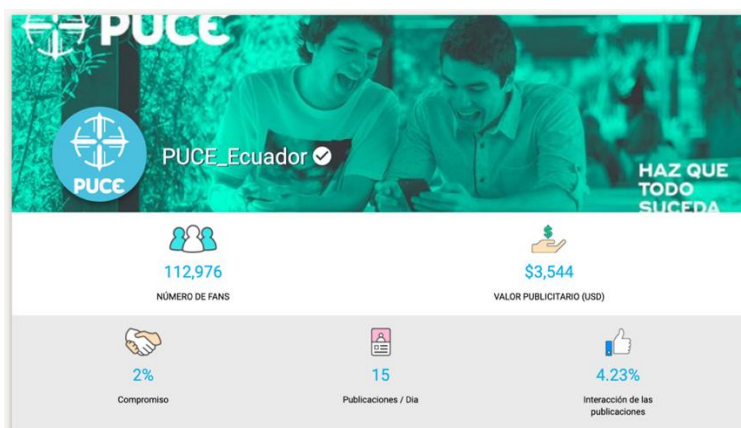 PUCE
PUCE_Ecuador
PUCE
HAZ QUE
TODO
SUCEDA
112,976
NÚMERO DE FANS
$3,544
VALOR PUBLICITARIO (USD)
2%
Compromiso
15
Publicaciones / Dia
4.23%
Interacción de las
publicaciones